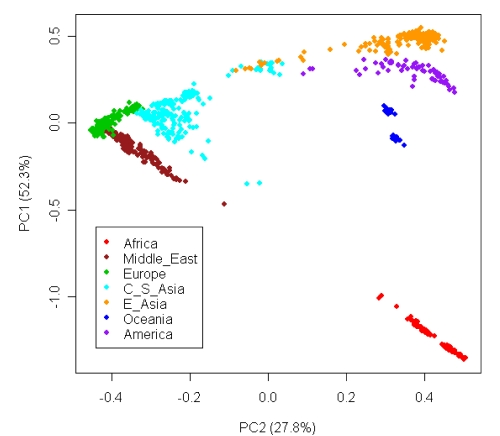 0.5
0.0
-0.5
-1.0
PC1 (52.3%)
Africa
Middle_East
Europe
C_S_Asia
E_Asia
Oceania
America
-0.4 -0.2 0.0 0.2 0.4
PC2 (27.8%)